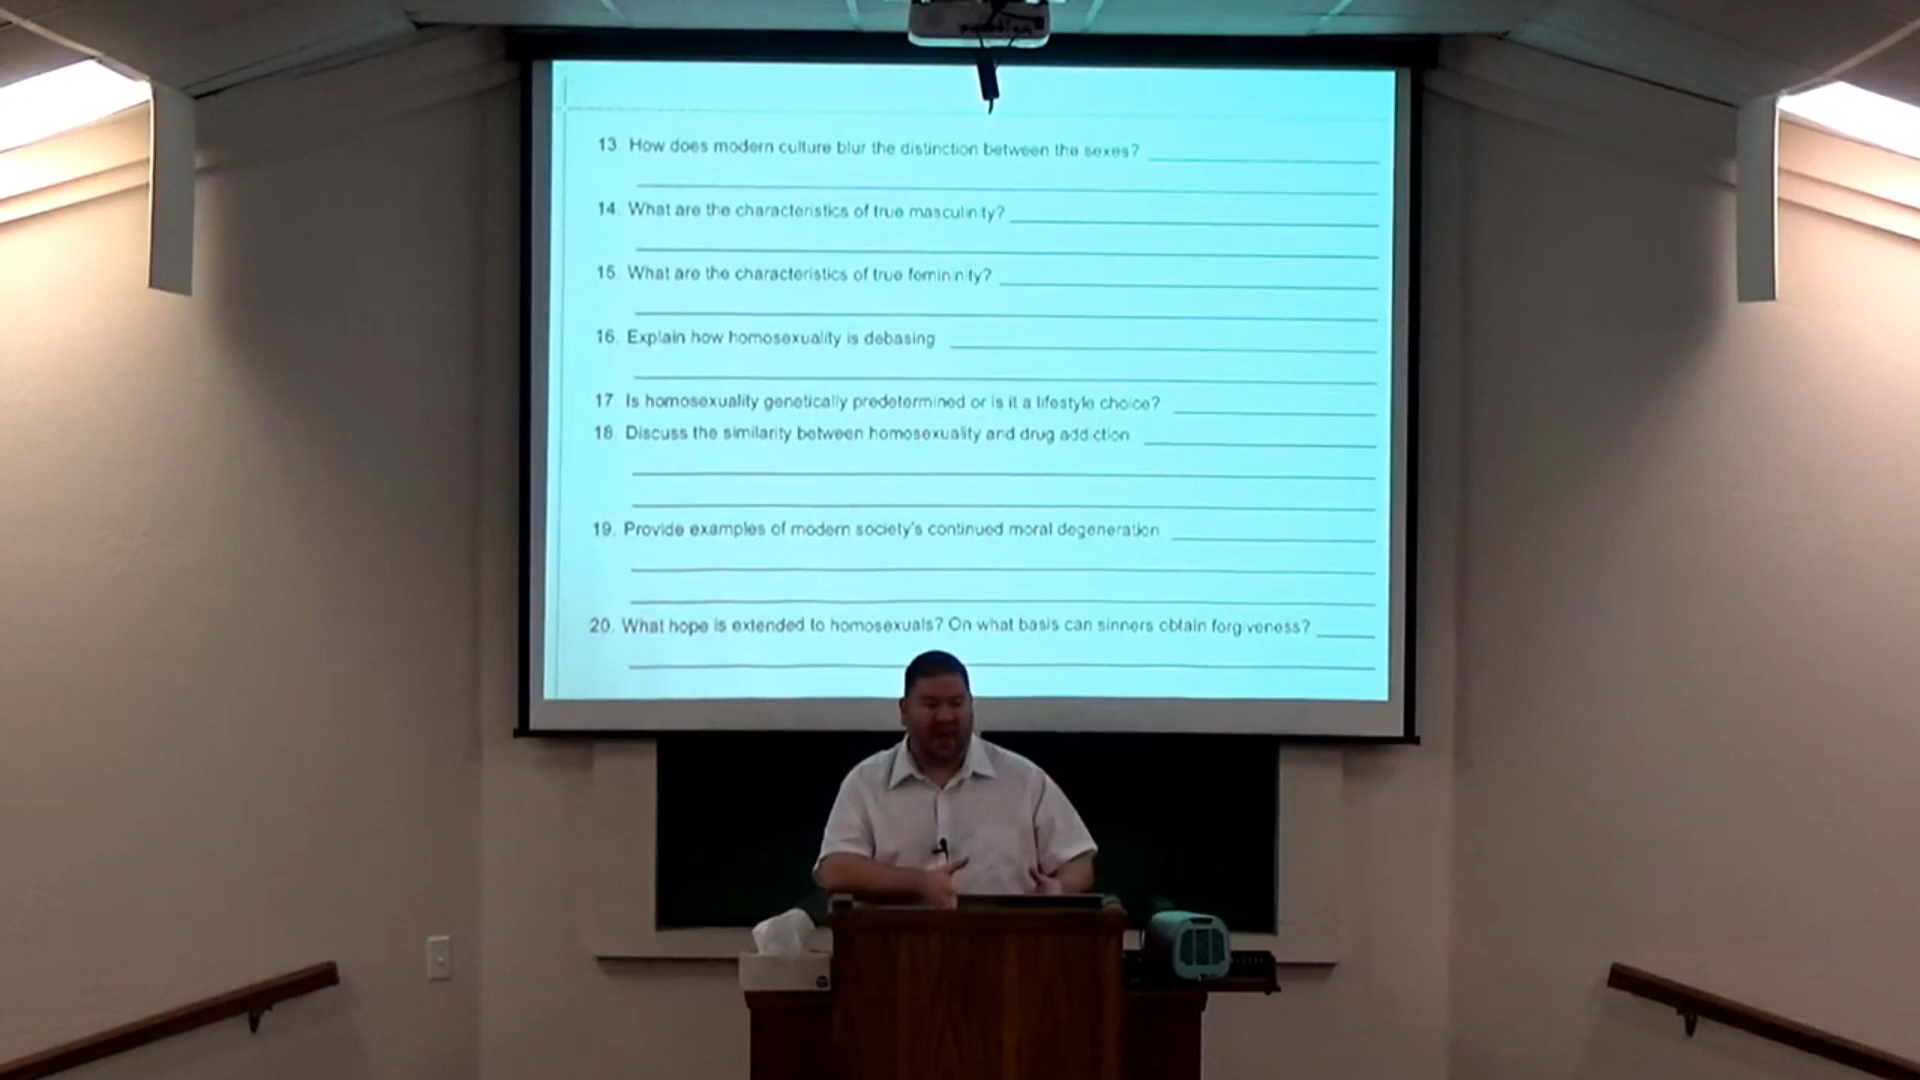 13. How does modern culture blur the distinction between the sexes?
14. What are the characteristics of true masculinity?
15. What are the characteristics of true femininity?
16. Explain how homosexuality is debasing
17. Is homosexuality genetically predetermined or is it a lifestyle choice?
18. Discuss the similarity between homosexuality and drug addiction
19. Provide examples of modern society's continued moral degeneration
20. What hope is extended to homosexuals? On what basis can sinners obtain forgiveness?